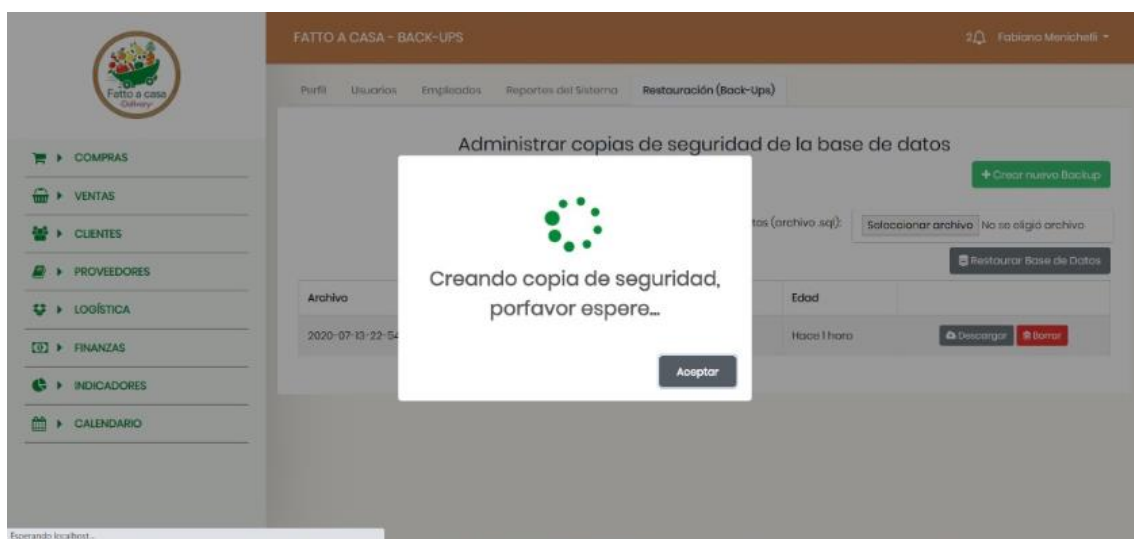 FATTO A CASA - BACK-UPS
2 Fabiano Menichelli
Fatto a casa
-Delivery-
Perfil Usuarios Empleados Reportes del Sistema Restauración (Back-Ups)
Administrar copias de seguridad de la base de datos
+ Crear nuevo Backup
COMPRAS
VENTAS
CLIENTES
PROVEEDORES
LOGÍSTICA
FINANZAS
INDICADORES
CALENDARIO
(archivo .sql): Seleccionar archivo No se eligió archivo
Restaurar Base de Datos
Creando copia de seguridad,
porfavor espere...
Aceptar
Archivo Edad
2020-07-13-22-54 Hace 1 hora Descargar Borrar
Esperando localhost...